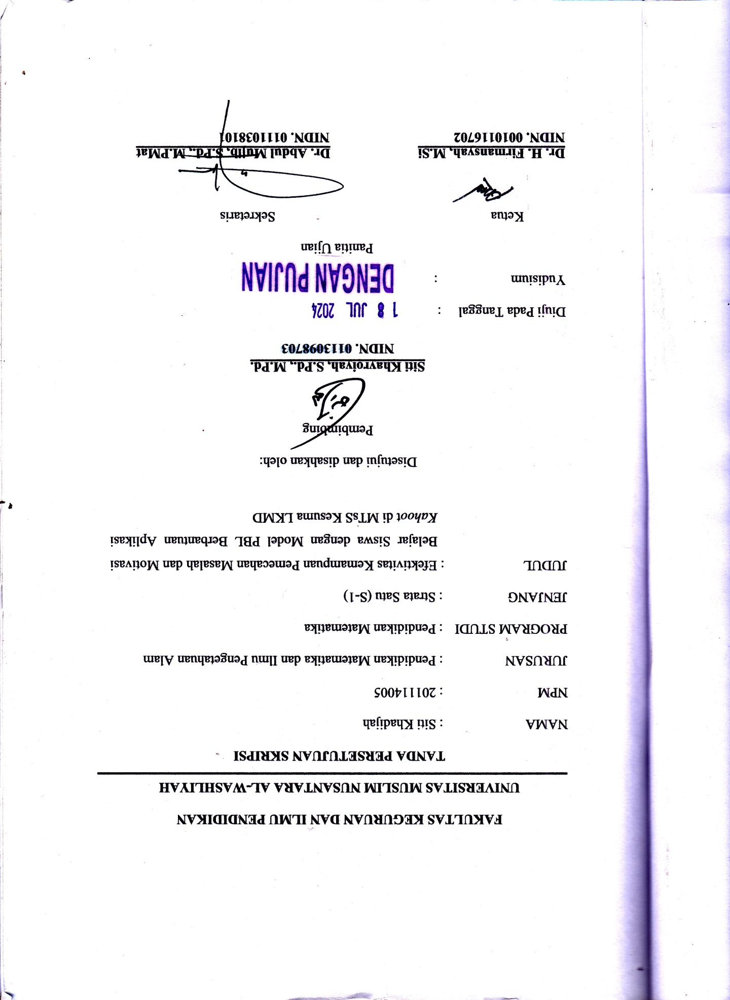 FAKULTAS KEGURUAN DAN ILMU PENDIDIKAN
UNIVERSITAS MUSLIM NUSANTARA AL-WASHLIYAH
TANDA PERSETUJUAN SKRIPSI
NAMA : Siti Khadijah
NPM : 201114005
JURUSAN : Pendidikan Matematika dan Ilmu Pengetahuan Alam
PROGRAM STUDI : Pendidikan Matematika
JENJANG : Strata Satu (S-1)
JUDUL : Efektivitas Kemampuan Pemecahan Masalah dan Motivasi
Belajar Siswa dengan Model PBL Berbantuan Aplikasi
Kahoot di MTsS Kesuma LKMD
Disetujui dan disahkan oleh:
Pembimbing
Siti Khayroiyah, S.Pd., M.Pd.
NIDN. 0113098703
Diuji Pada Tanggal : 18 JUL 2024
Yudisium : DENGAN PUJIAN
Panitia Ujian
Ketua Sekretaris
Dr. H. Firmansyah, M.Si Dr. Abdul Mujib, S.Pd., M.PMat
NIDN. 0010116702 NIDN. 0111038101